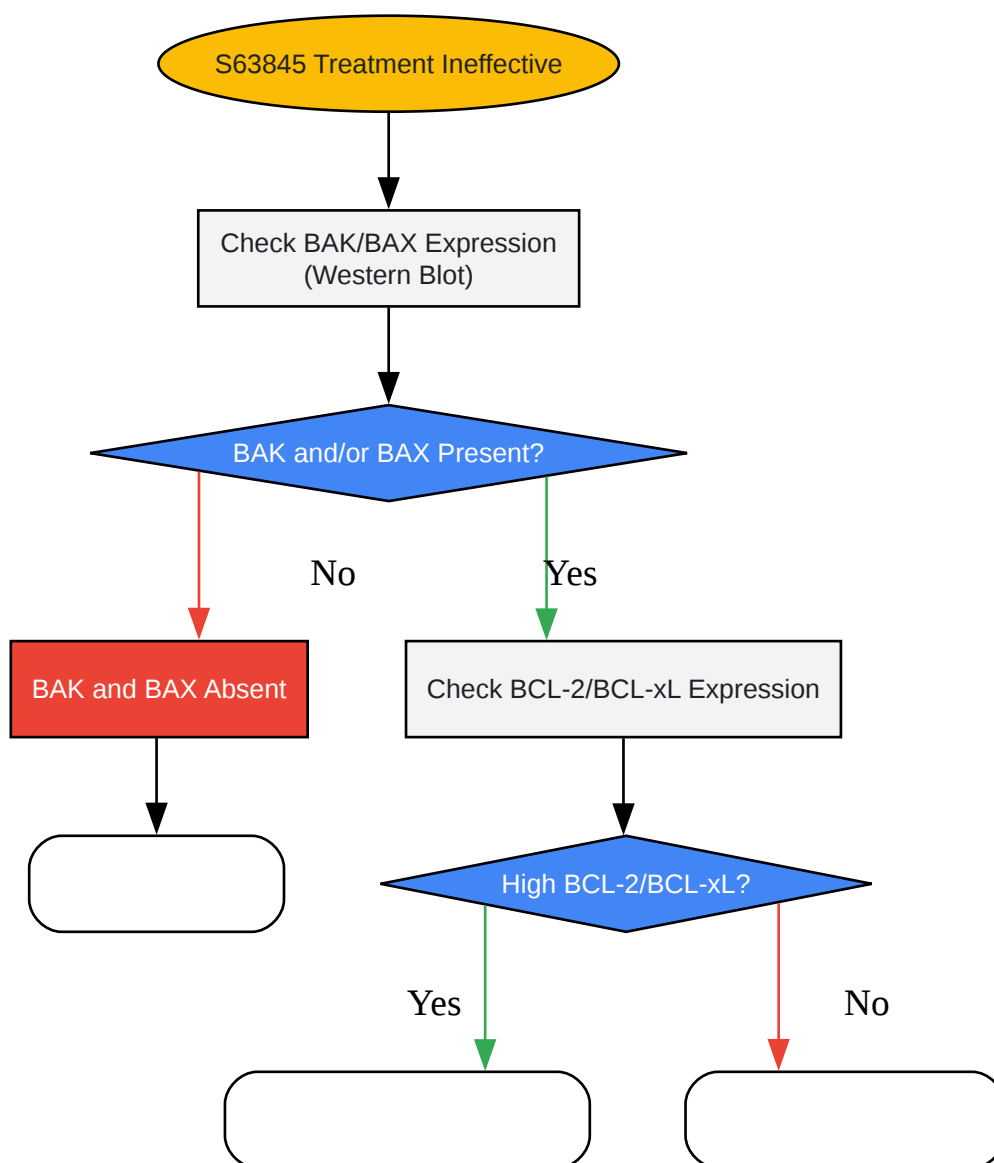 S63845 Treatment Ineffective
Check BAK/BAX Expression
(Western Blot)
BAK and/or BAX Present?
No
Yes
BAK and BAX Absent
Check BCL-2/BCL-xL Expression
High BCL-2/BCL-xL?
Yes
No